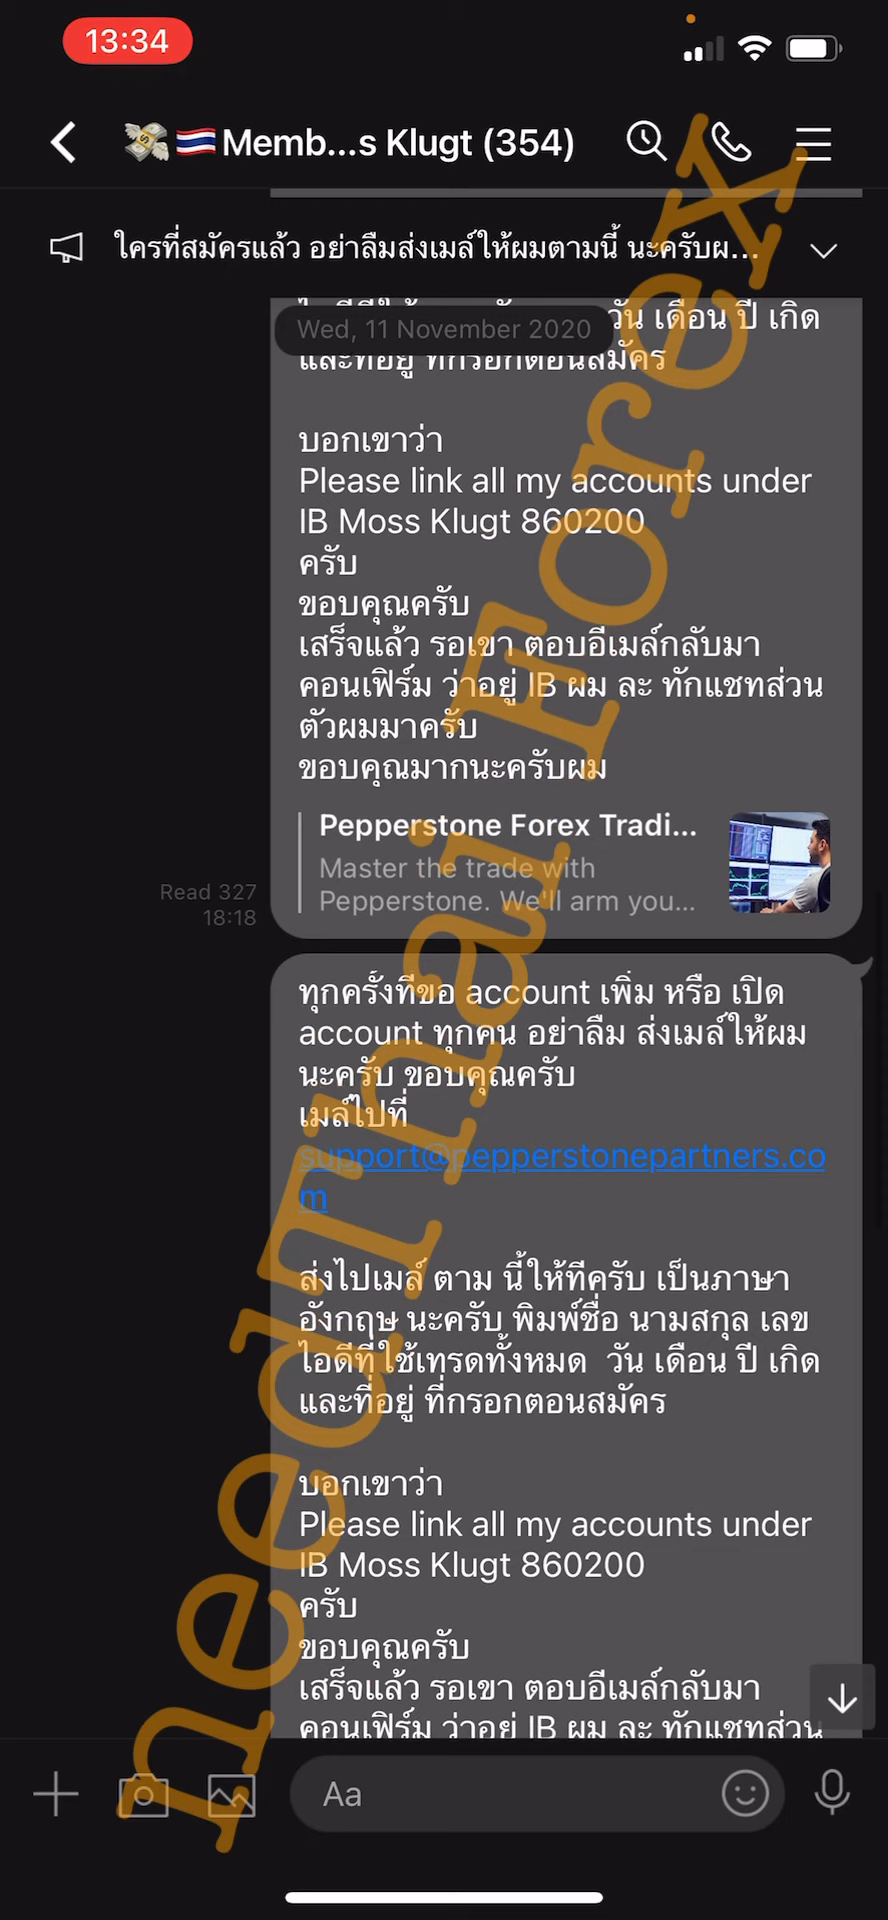 13:34
Memb...s Klugt (354)
ใครที่สมัครแล้ว อย่าลืมส่งเมล์ให้ผมตามนี้ นะครับผ...
วัน เดือน ปี เกิด
Wed, 11 November 2020
และที่อยู่ ที่กรอกตอนสมัคร
บอกเขาว่า
Please link all my accounts under
IB Moss Klugt 860200
ครับ
ขอบคุณครับ
เสร็จแล้ว รอเขา ตอบอีเมล์กลับมา
คอนเฟิร์ม ว่าอยู่ IB ผม ละ ทักแชทส่วน
ตัวผมมาครับ
ขอบคุณมากนะครับผม
Pepperstone Forex Tradi...
Master the trade with
Pepperstone. We'll arm you...
Read 327
18:18
ทุกครั้งที่ขอ account เพิ่ม หรือ เปิด
account ทุกคน อย่าลืม ส่งเมล์ให้ผม
นะครับ ขอบคุณครับ
เมล์ไปที่
support@pepperstonepartners.co
m
ส่งไปเมล์ ตาม นี้ให้ทีครับ เป็นภาษา
อังกฤษ นะครับ พิมพ์ชื่อ นามสกุล เลข
ไอดีที่ใช้เทรดทั้งหมด วัน เดือน ปี เกิด
และที่อยู่ ที่กรอกตอนสมัคร
บอกเขาว่า
Please link all my accounts under
IB Moss Klugt 860200
ครับ
ขอบคุณครับ
เสร็จแล้ว รอเขา ตอบอีเมล์กลับมา
คอนเฟิร์ม ว่าอยู่ IB ผม ละ ทักแชทส่วน
Aa
needThai Forex